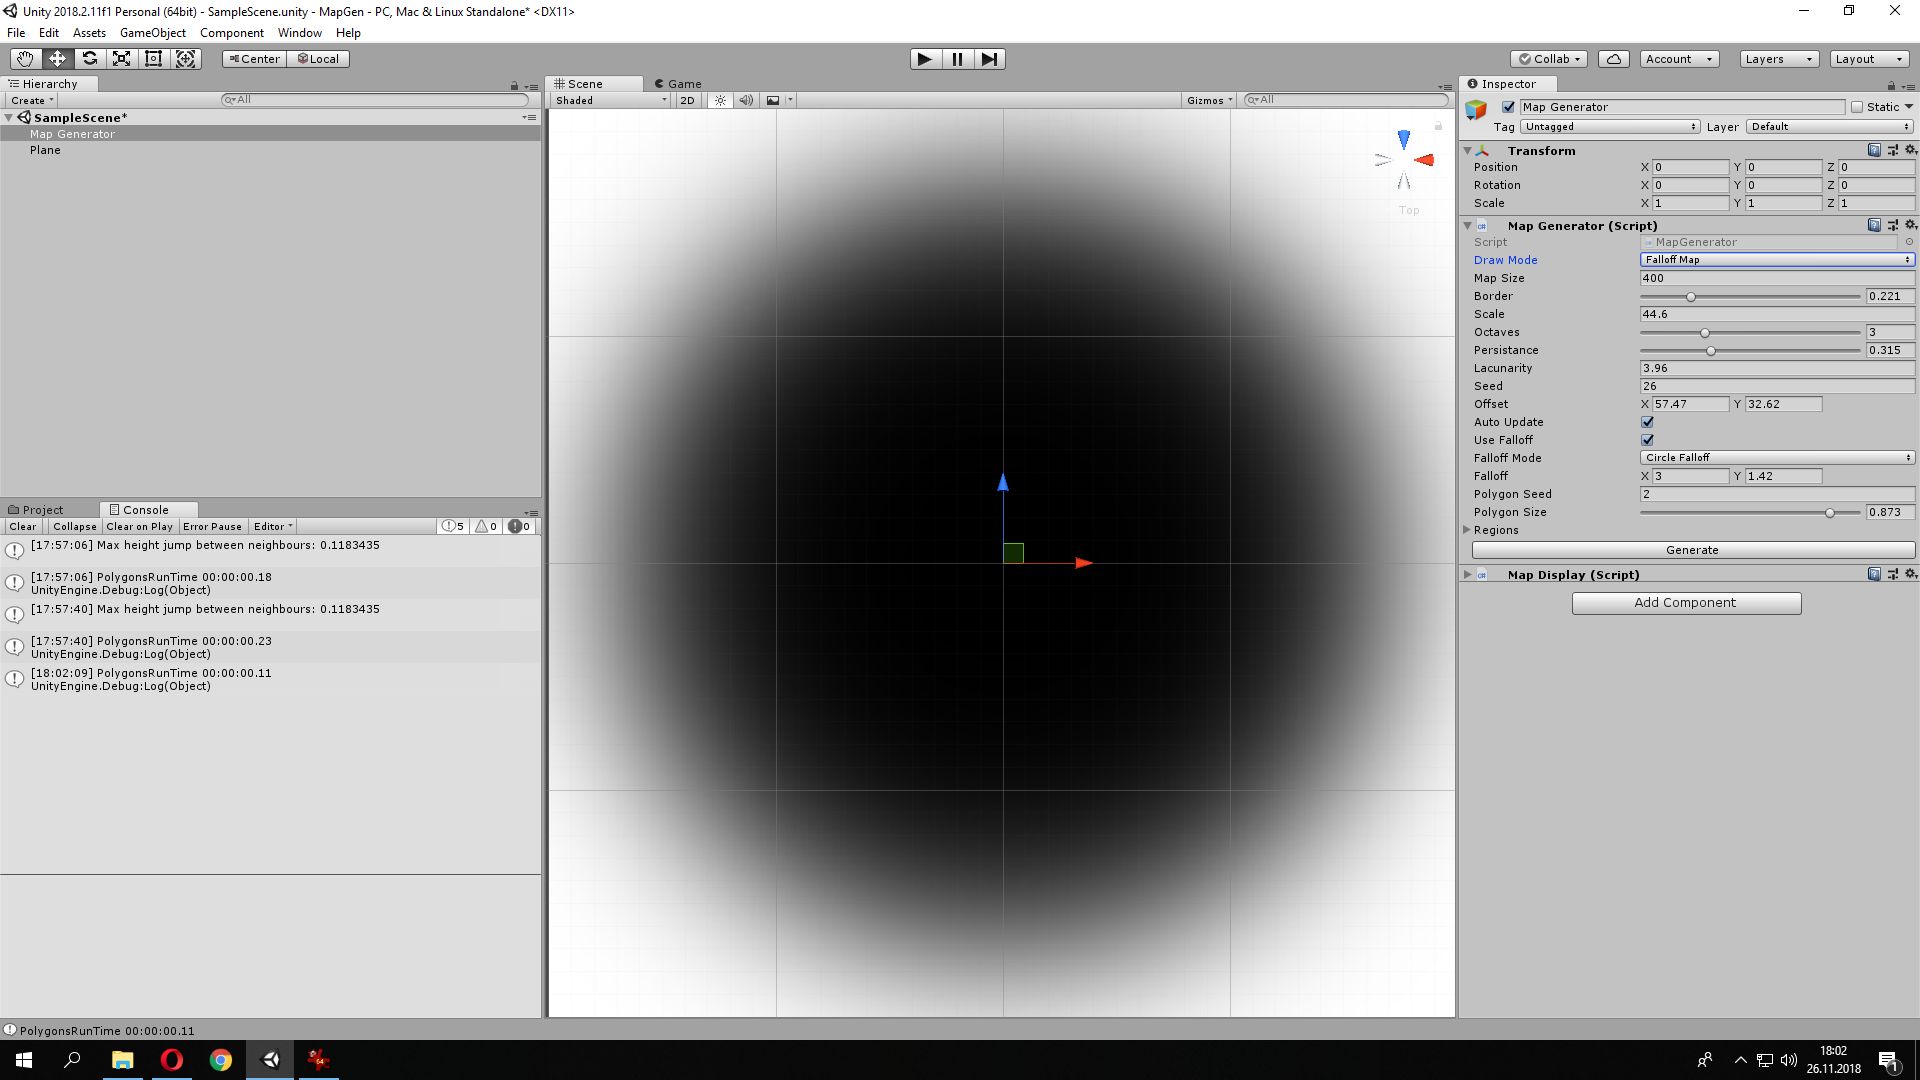 Unity 2018.2.11f1 Personal (64bit) - SampleScene.unity - MapGen - PC, Mac & Linux Standalone* <DX11>
File Edit Assets GameObject Component Window Help
Center Local Collab Account Layers Layout
Hierarchy
Create All
SampleScene*
Map Generator
Plane
Project Console
Clear Collapse Clear on Play Error Pause Editor 5 0 0
[17:57:06] Max height jump between neighbours: 0.1183435
[17:57:06] PolygonsRunTime 00:00:00.18
UnityEngine.Debug:Log(Object)
[17:57:40] Max height jump between neighbours: 0.1183435
[17:57:40] PolygonsRunTime 00:00:00.23
UnityEngine.Debug:Log(Object)
[18:02:09] PolygonsRunTime 00:00:00.11
UnityEngine.Debug:Log(Object)
Scene Game
Shaded 2D Gizmos All
Top
Inspector
Map Generator Static
Tag Untagged Layer Default
Transform
Position X 0 Y 0 Z 0
Rotation X 0 Y 0 Z 0
Scale X 1 Y 1 Z 1
Map Generator (Script)
Script MapGenerator
Draw Mode Falloff Map
Map Size 400
Border 0.221
Scale 44.6
Octaves 3
Persistance 0.315
Lacunarity 3.96
Seed 26
Offset X 57.47 Y 32.62
Auto Update
Use Falloff
Falloff Mode Circle Falloff
Falloff X 3 Y 1.42
Polygon Seed 2
Polygon Size 0.873
Regions
Generate
Map Display (Script)
Add Component
PolygonsRunTime 00:00:00.11
18:02
26.11.2018
1